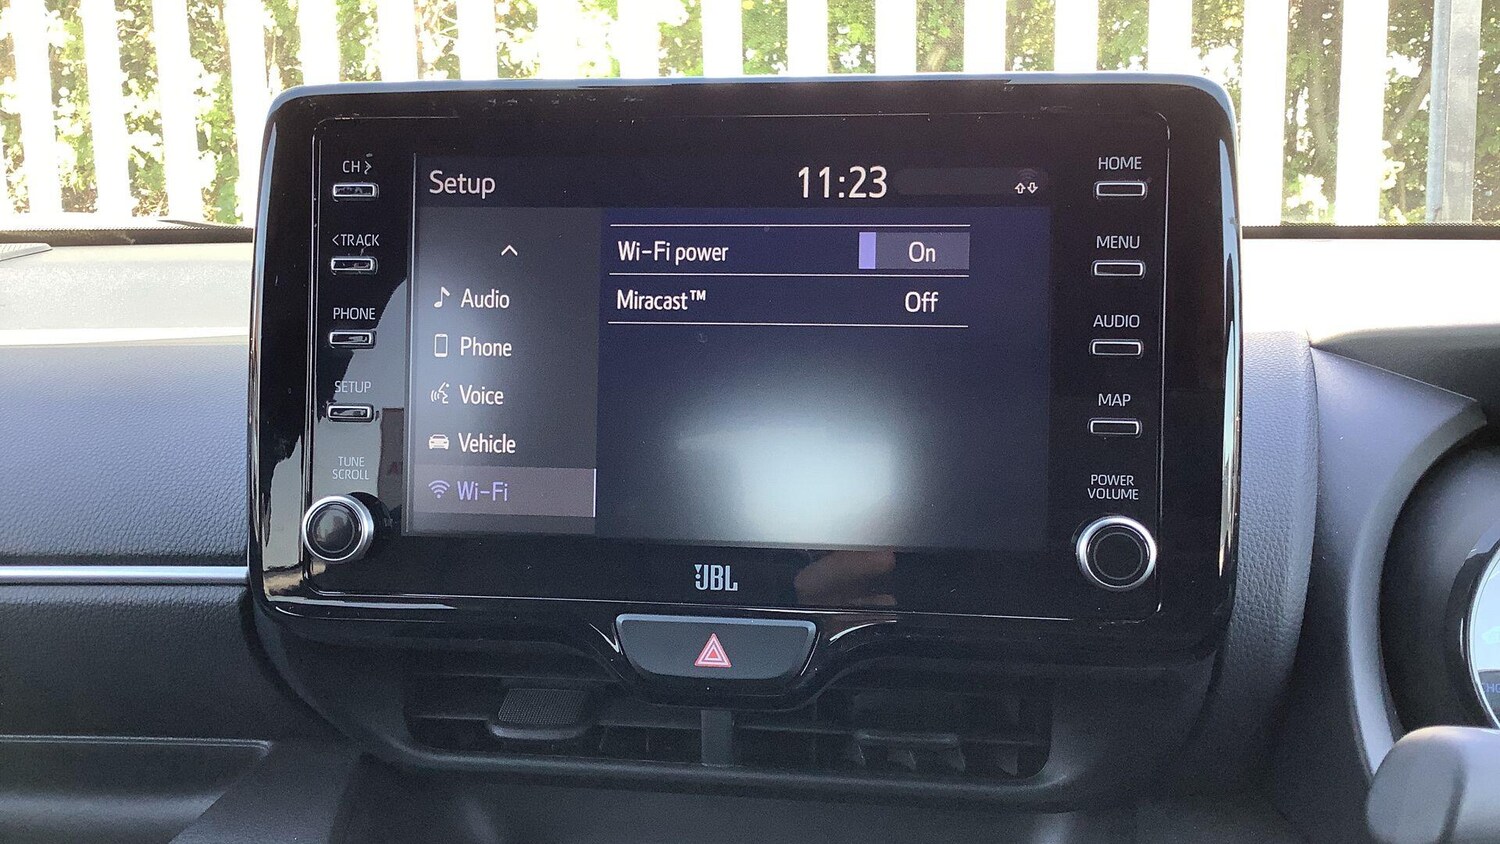 CH >
< TRACK
PHONE
SETUP
TUNE
SCROLL
Setup
11:23
Audio
Phone
Voice
Vehicle
Wi-Fi
Wi-Fi power On
Miracast™ Off
HOME
MENU
AUDIO
MAP
POWER
VOLUME
JBL